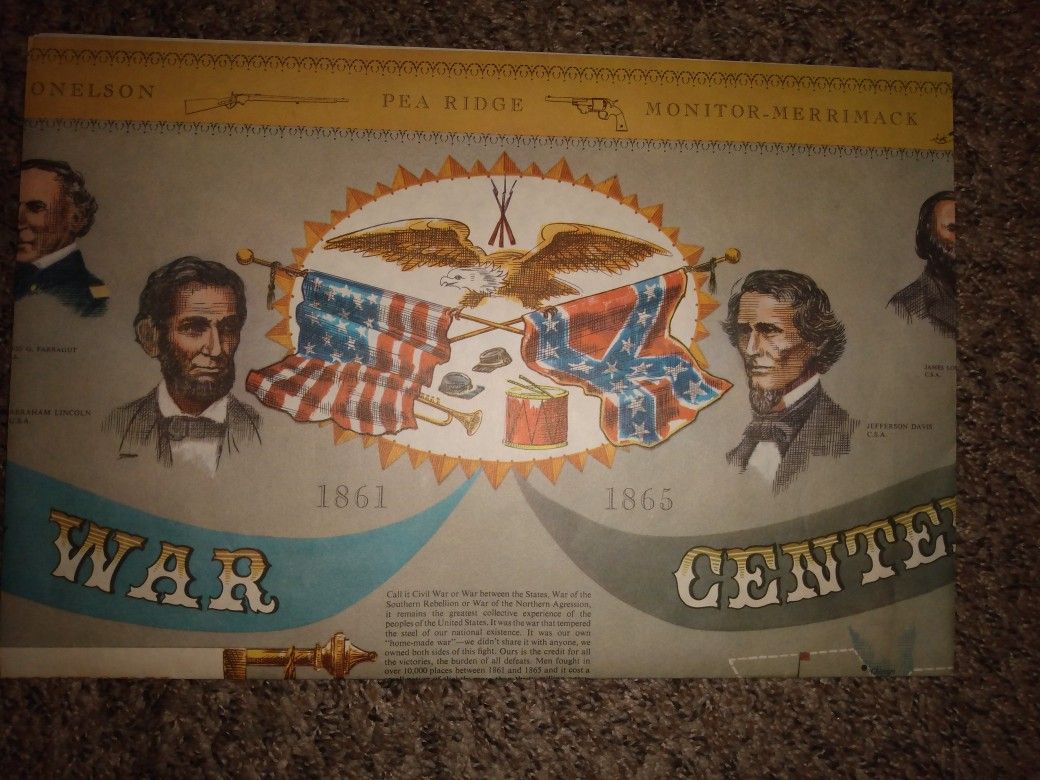 ONELSON PEA RIDGE MONITOR-MERRIMACK
G. FARRAGUT
ABRAHAM LINCOLN
U.S.A.
JAMES
C.S.A.
JEFFERSON DAVIS
C.S.A.
1861 1865
WAR CENTE
Call it Civil War or War between the States, War of the
Southern Rebellion or War of the Northern Agression,
it remains the greatest collective experience of the
peoples of the United States. It was the war that tempered
the steel of our national existence. It was our own
"home-made war"—we didn't share it with anyone, we
owned both sides of this fight. Ours is the credit for all
the victories, the burden of all defeats. Men fought in
over 10,000 places between 1861 and 1865 and it cost a